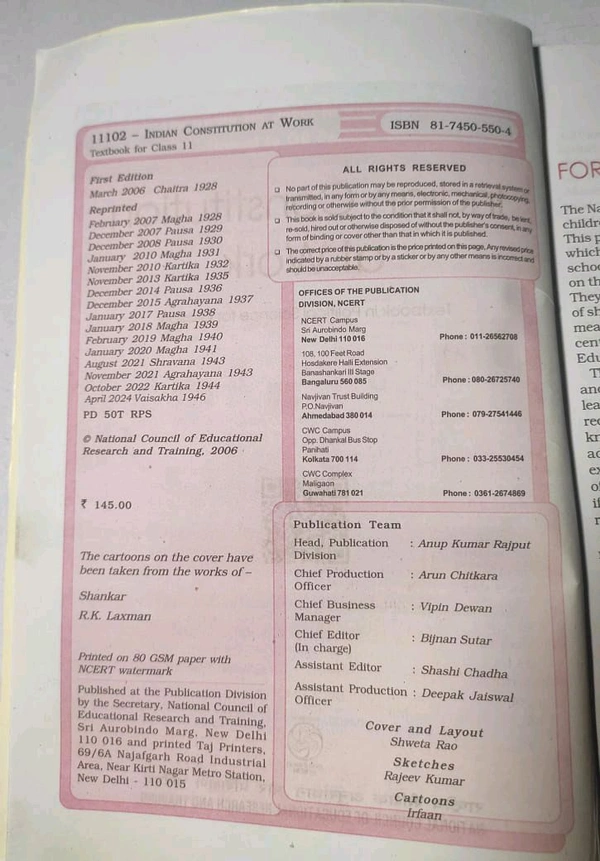 11102 – INDIAN CONSTITUTION AT WORK
Textbook for Class 11
ISBN 81-7450-550-4
First Edition
March 2006 Chaitra 1928
Reprinted
February 2007 Magha 1928
December 2007 Pausa 1929
December 2008 Pausa 1930
January 2010 Magha 1931
November 2010 Kartika 1932
November 2013 Kartika 1935
December 2014 Pausa 1936
December 2015 Agrahayana 1937
January 2017 Pausa 1938
January 2018 Magha 1939
February 2019 Magha 1940
January 2020 Magha 1941
August 2021 Shravana 1943
November 2021 Agrahayana 1943
October 2022 Kartika 1944
April 2024 Vaisakha 1946
PD 50T RPS
© National Council of Educational
Research and Training, 2006
₹ 145.00
The cartoons on the cover have
been taken from the works of –
Shankar
R.K. Laxman
Printed on 80 GSM paper with
NCERT watermark
Published at the Publication Division
by the Secretary, National Council of
Educational Research and Training,
Sri Aurobindo Marg, New Delhi
110 016 and printed Taj Printers,
69/6A Najafgarh Road Industrial
Area, Near Kirti Nagar Metro Station,
New Delhi - 110 015
ALL RIGHTS RESERVED
❑ No part of this publication may be reproduced, stored in a retrieval system or
transmitted, in any form or by any means, electronic, mechanical, photocopying,
recording or otherwise without the prior permission of the publisher.
❑ This book is sold subject to the condition that it shall not, by way of trade, be lent,
re-sold, hired out or otherwise disposed of without the publisher's consent, in any
form of binding or cover other than that in which it is published.
❑ The correct price of this publication is the price printed on this page, Any revised price
indicated by a rubber stamp or by a sticker or by any other means is incorrect and
should be unacceptable.
OFFICES OF THE PUBLICATION
DIVISION, NCERT
NCERT Campus
Sri Aurobindo Marg
New Delhi 110 016 Phone : 011-26562708
108, 100 Feet Road
Hosdakere Halli Extension
Banashankari III Stage
Bangaluru 560 085 Phone : 080-26725740
Navjivan Trust Building
P.O.Navjivan
Ahmedabad 380 014 Phone : 079-27541446
CWC Campus
Opp. Dhankal Bus Stop
Panihati
Kolkata 700 114 Phone : 033-25530454
CWC Complex
Maligaon
Guwahati 781 021 Phone : 0361-2674869
Publication Team
Head, Publication : Anup Kumar Rajput
Division
Chief Production : Arun Chitkara
Officer
Chief Business : Vipin Dewan
Manager
Chief Editor : Bijnan Sutar
(In charge)
Assistant Editor : Shashi Chadha
Assistant Production : Deepak Jaiswal
Officer
Cover and Layout
Shweta Rao
Sketches
Rajeev Kumar
Cartoons
Irfaan
FOR
The Na
childre
This p
which
schoo
on th
They
of sh
mea
cent
Edu
T
and
lea
rec
kn
ac
ex
o
if